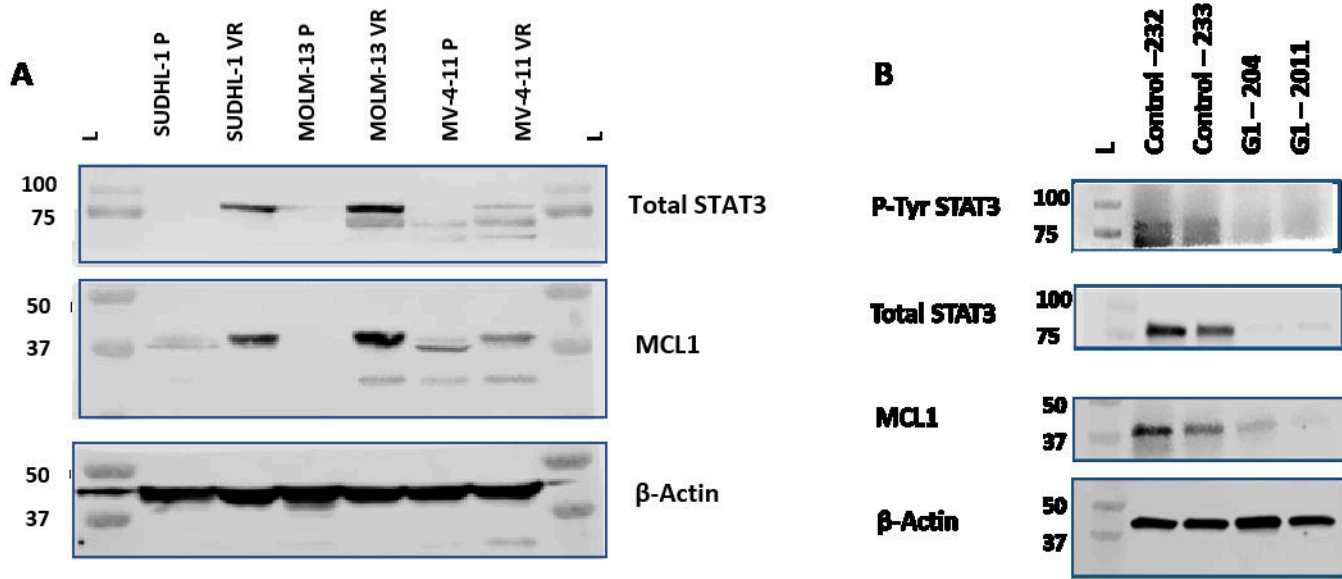 A
L
SUDHL-1 P
SUDHL-1 VR
MOLM-13 P
MOLM-13 VR
MV-4-11 P
MV-4-11 VR
L
100
75
Total STAT3
50
37
MCL1
50
37
β-Actin
B
L
Control –232
Control –233
G1 – 204
G1 – 2011
P-Tyr STAT3
100
75
Total STAT3
100
75
MCL1
50
37
β-Actin
50
37